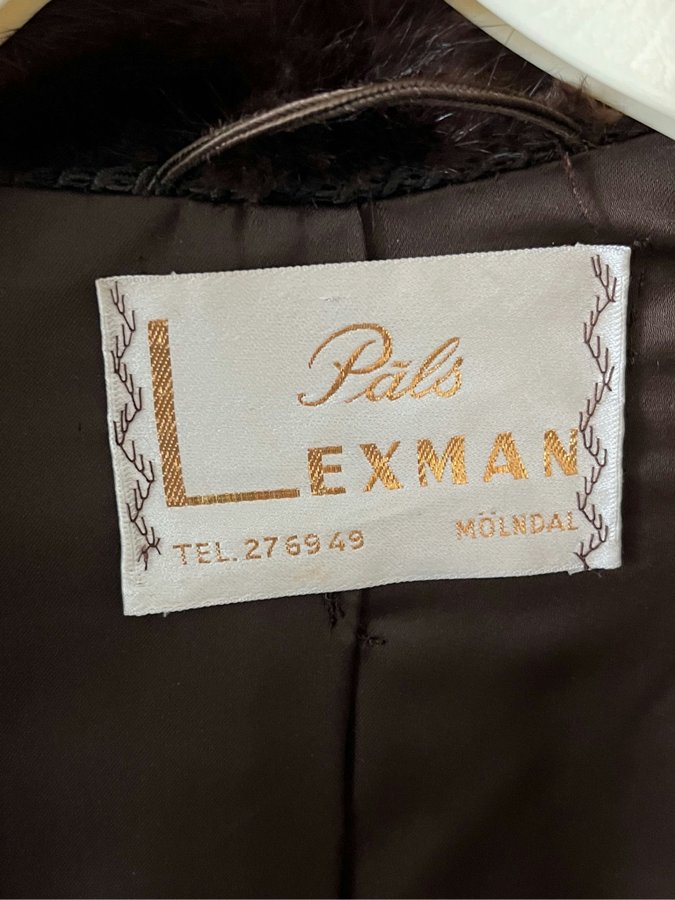 Päls
LEXMAN
TEL. 27 69 49 MÖLNDAL